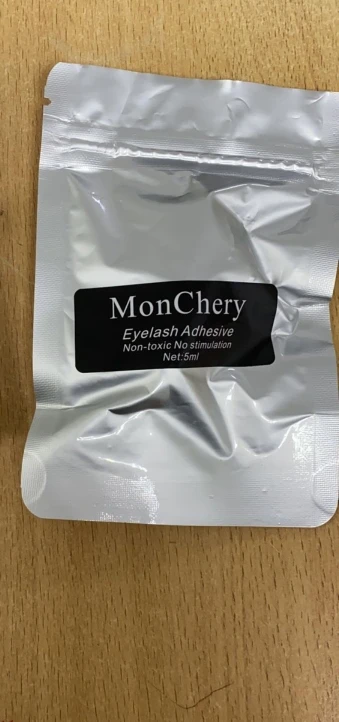 MonChery
Eyelash Adhesive
Non-toxic No stimulation
Net:5ml